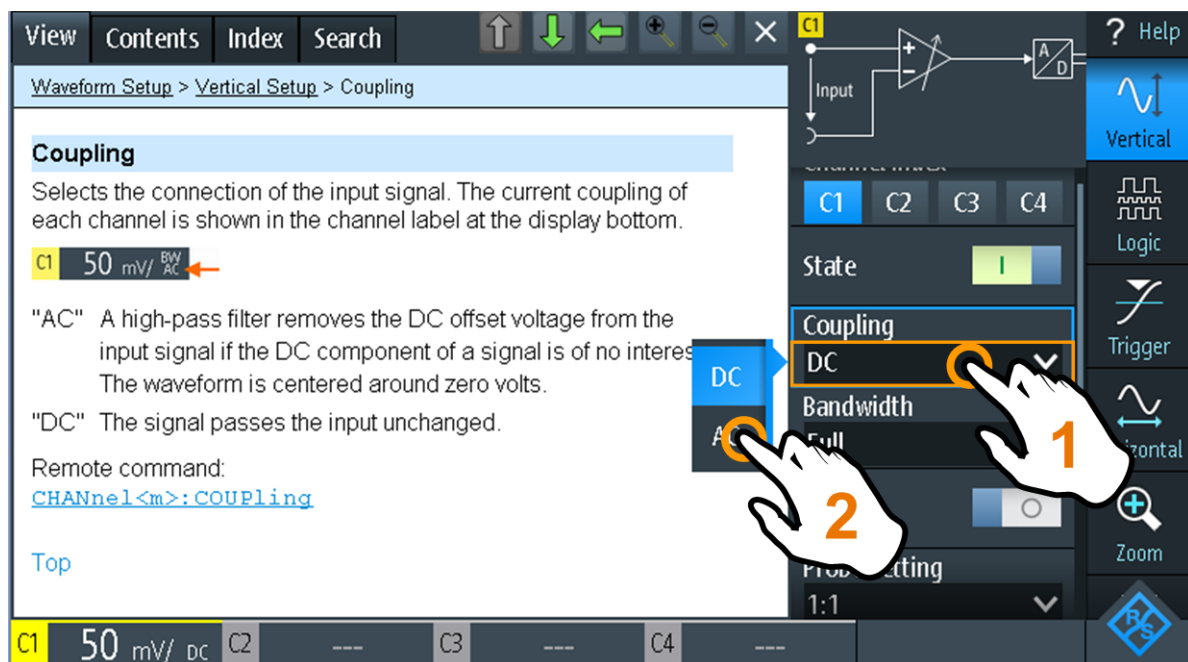 View Contents Index Search
Waveform Setup > Vertical Setup > Coupling
Coupling
Selects the connection of the input signal. The current coupling of
each channel is shown in the channel label at the display bottom.
C1 50 mV/ BW
AC
"AC" A high-pass filter removes the DC offset voltage from the
input signal if the DC component of a signal is of no interes
The waveform is centered around zero volts.
"DC" The signal passes the input unchanged.
Remote command:
CHANnel<m>:COUPling
Top
DC
AC
2
C1
Input
+
-
A/D
C1 C2 C3 C4
State
I
Coupling
DC
Bandwidth
Full
1
O
1:1
? Help
Vertical
Logic
Trigger
zontal
Zoom
R&S
C1 50 mV/ DC C2 --- C3 --- C4 ---